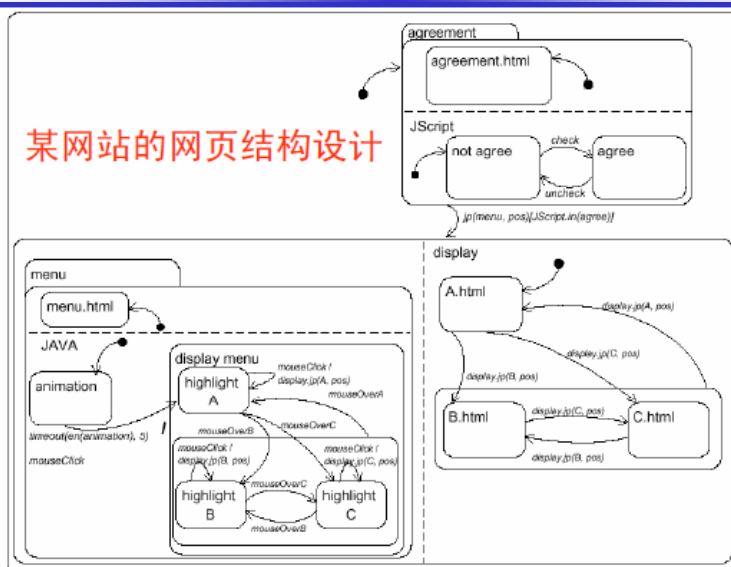 agreement
agreement.html
某网站的网页结构设计
JScript
not agree
check
agree
uncheck
jp(menu, pos)[JScript.in(agree)]
menu
menu.html
JAVA
animation
timeout(en(animation), 5)
/
mouseClick
display menu
highlight
A
mouseClick /
display.jp(A, pos)
mouseOverA
mouseOverB
mouseOverC
mouseClick /
display.jp(B, pos)
mouseClick /
display.jp(C, pos)
highlight
B
mouseOverC
mouseOverB
highlight
C
display
A.html
display.jp(A, pos)
display.jp(C, pos)
display.jp(B, pos)
B.html
display.jp(C, pos)
C.html
display.jp(B, pos)